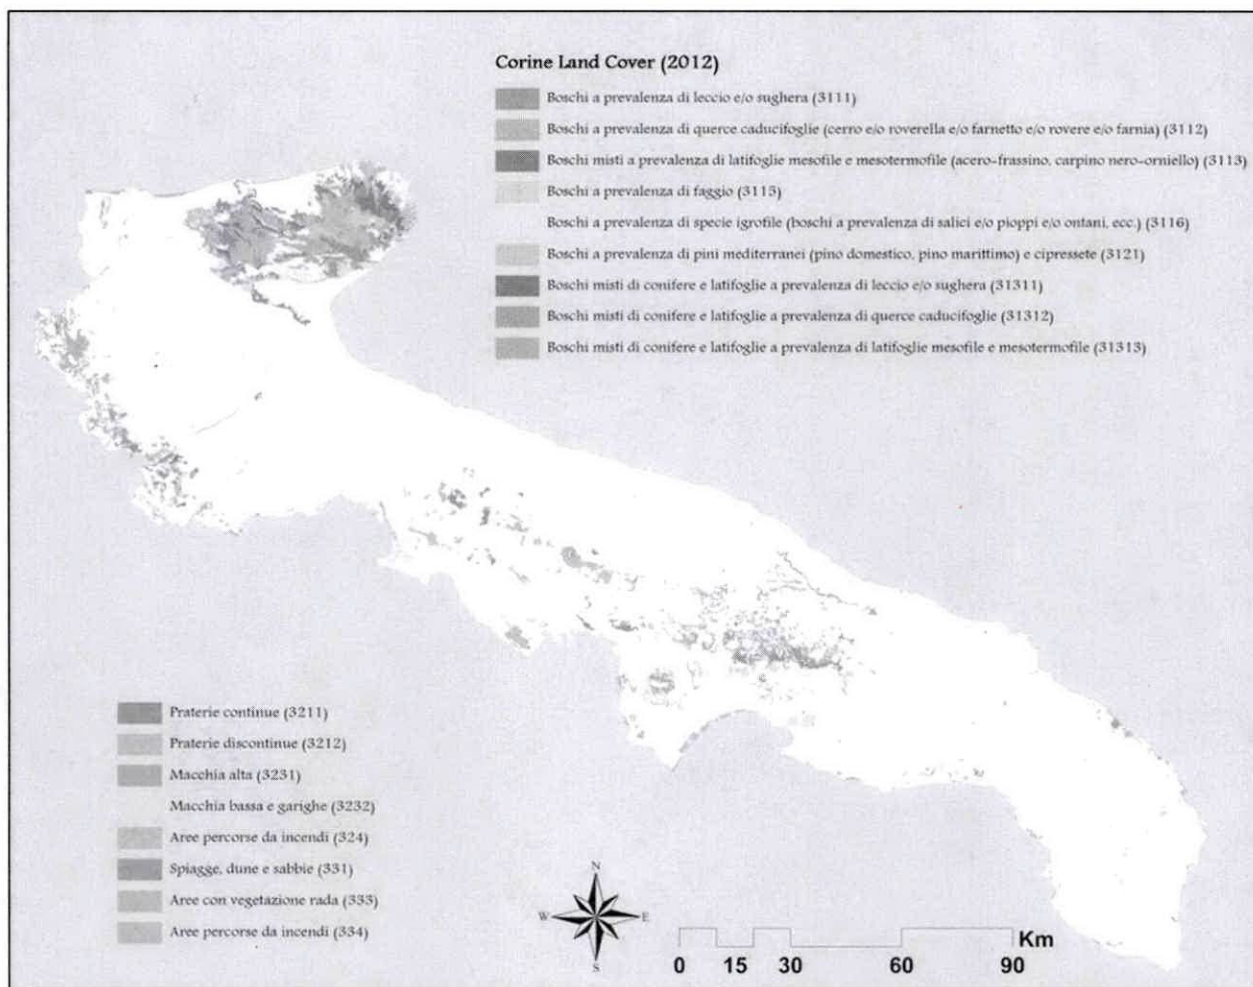 Corine Land Cover (2012)
Boschi a prevalenza di leccio e/o sughera (3111)
Boschi a prevalenza di querce caducifoglie (cerro e/o roverella e/o farnetto e/o rovere e/o farnia) (3112)
Boschi misti a prevalenza di latifoglie mesofile e mesotermofile (acero-frassino, carpino nero-orniello) (3113)
Boschi a prevalenza di faggio (3115)
Boschi a prevalenza di specie igrofile (boschi a prevalenza di salici e/o pioppi e/o ontani, ecc.) (3116)
Boschi a prevalenza di pini mediterranei (pino domestico, pino marittimo) e cipressete (3121)
Boschi misti di conifere e latifoglie a prevalenza di leccio e/o sughera (31311)
Boschi misti di conifere e latifoglie a prevalenza di querce caducifoglie (31312)
Boschi misti di conifere e latifoglie a prevalenza di latifoglie mesofile e mesotermofile (31313)
Praterie continue (3211)
Praterie discontinue (3212)
Macchia alta (3231)
Macchia bassa e garighe (3232)
Aree percorse da incendi (324)
Spiagge, dune e sabbie (331)
Aree con vegetazione rada (333)
Aree percorse da incendi (334)
N
W E
S
Km
0 15 30 60 90